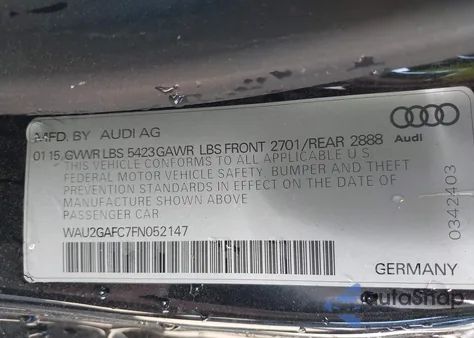 MFD. BY AUDI AG
01 15 GVWR LBS 5423 GAWR LBS FRONT 2701/REAR 2888
Audi
THIS VEHICLE CONFORMS TO ALL APPLICABLE U S
FEDERAL MOTOR VEHICLE SAFETY, BUMPER AND THEFT
PREVENTION STANDARDS IN EFFECT ON THE DATE OF
MANUFACTURE SHOWN ABOVE
PASSENGER CAR
WAU2GAFC7FN052147
0342403
GERMANY
AutoSnap